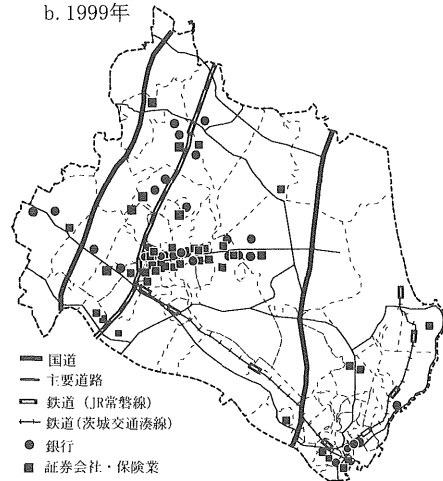 b. 1999年
国道
主要道路
鉄道（JR常磐線）
鉄道（茨城交通湊線）
銀行
証券会社・保険業